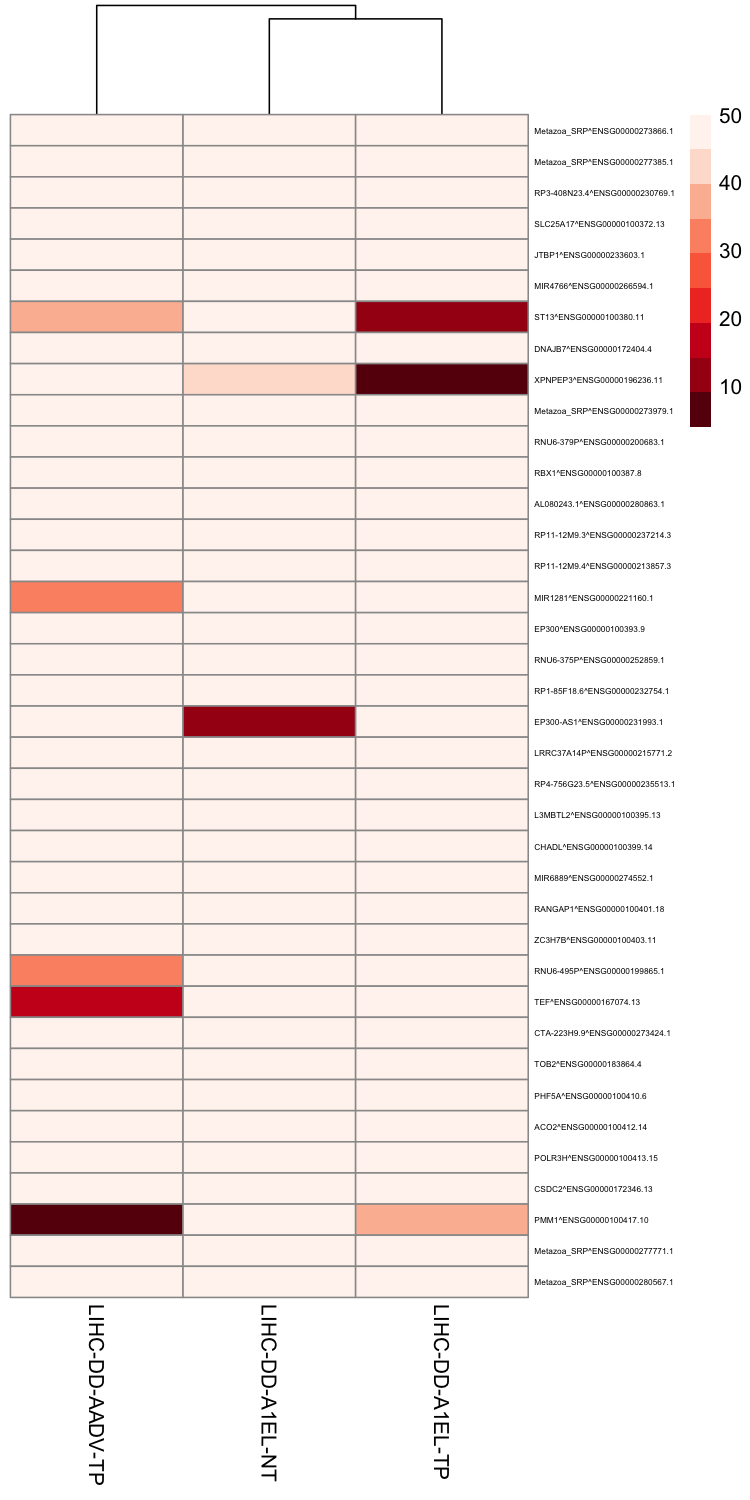 50
Metazoa_SRP^ENSG00000273866.1
Metazoa_SRP^ENSG00000277385.1
40
RP3-408N23.4^ENSG00000230769.1
SLC25A17^ENSG00000100372.13
30
JTBP1^ENSG00000233603.1
MIR4766^ENSG00000266594.1
20
ST13^ENSG00000100380.11
DNAJB7^ENSG00000172404.4
10
XPNPEP3^ENSG00000196236.11
Metazoa_SRP^ENSG00000273979.1
RNU6-379P^ENSG00000200683.1
RBX1^ENSG00000100387.8
AL080243.1^ENSG00000280863.1
RP11-12M9.3^ENSG00000237214.3
RP11-12M9.4^ENSG00000213857.3
MIR1281^ENSG00000221160.1
EP300^ENSG00000100393.9
RNU6-375P^ENSG00000252859.1
RP1-85F18.6^ENSG00000232754.1
EP300-AS1^ENSG00000231993.1
LRRC37A14P^ENSG00000215771.2
RP4-756G23.5^ENSG00000235513.1
L3MBTL2^ENSG00000100395.13
CHADL^ENSG00000100399.14
MIR6889^ENSG00000274552.1
RANGAP1^ENSG00000100401.18
ZC3H7B^ENSG00000100403.11
RNU6-495P^ENSG00000199865.1
TEF^ENSG00000167074.13
CTA-223H9.9^ENSG00000273424.1
TOB2^ENSG00000183864.4
PHF5A^ENSG00000100410.6
ACO2^ENSG00000100412.14
POLR3H^ENSG00000100413.15
CSDC2^ENSG00000172346.13
PMM1^ENSG00000100417.10
Metazoa_SRP^ENSG00000277771.1
Metazoa_SRP^ENSG00000280567.1
LIHC-DD-AADV-TP
LIHC-DD-A1EL-NT
LIHC-DD-A1EL-TP